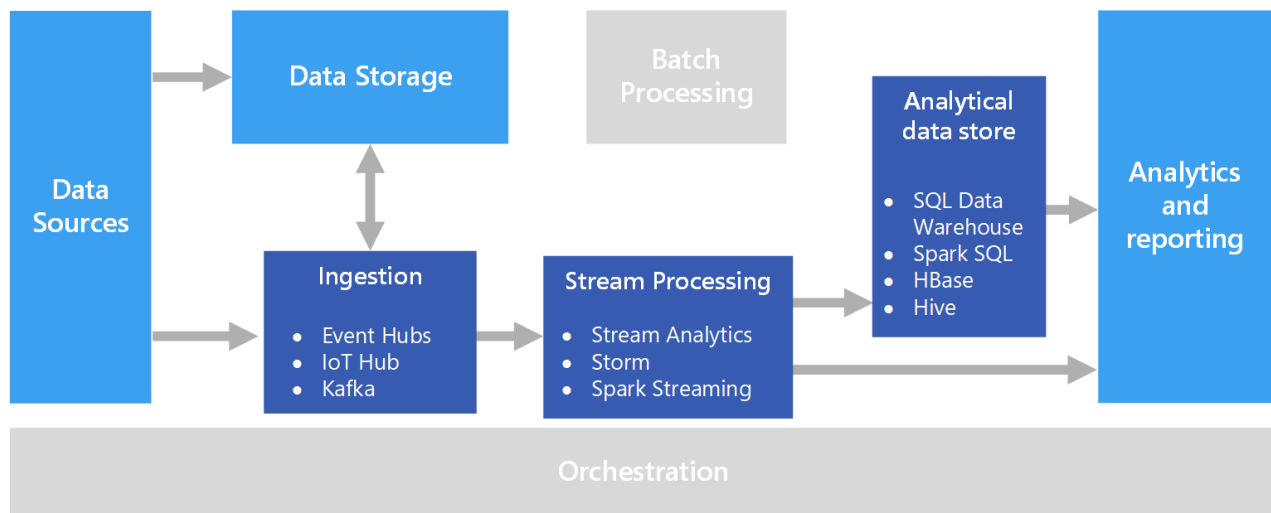 Data
Sources
Data Storage
Batch
Processing
Analytical
data store
● SQL Data
Warehouse
● Spark SQL
● HBase
● Hive
Analytics
and
reporting
Ingestion
● Event Hubs
● IoT Hub
● Kafka
Stream Processing
● Stream Analytics
● Storm
● Spark Streaming
Orchestration